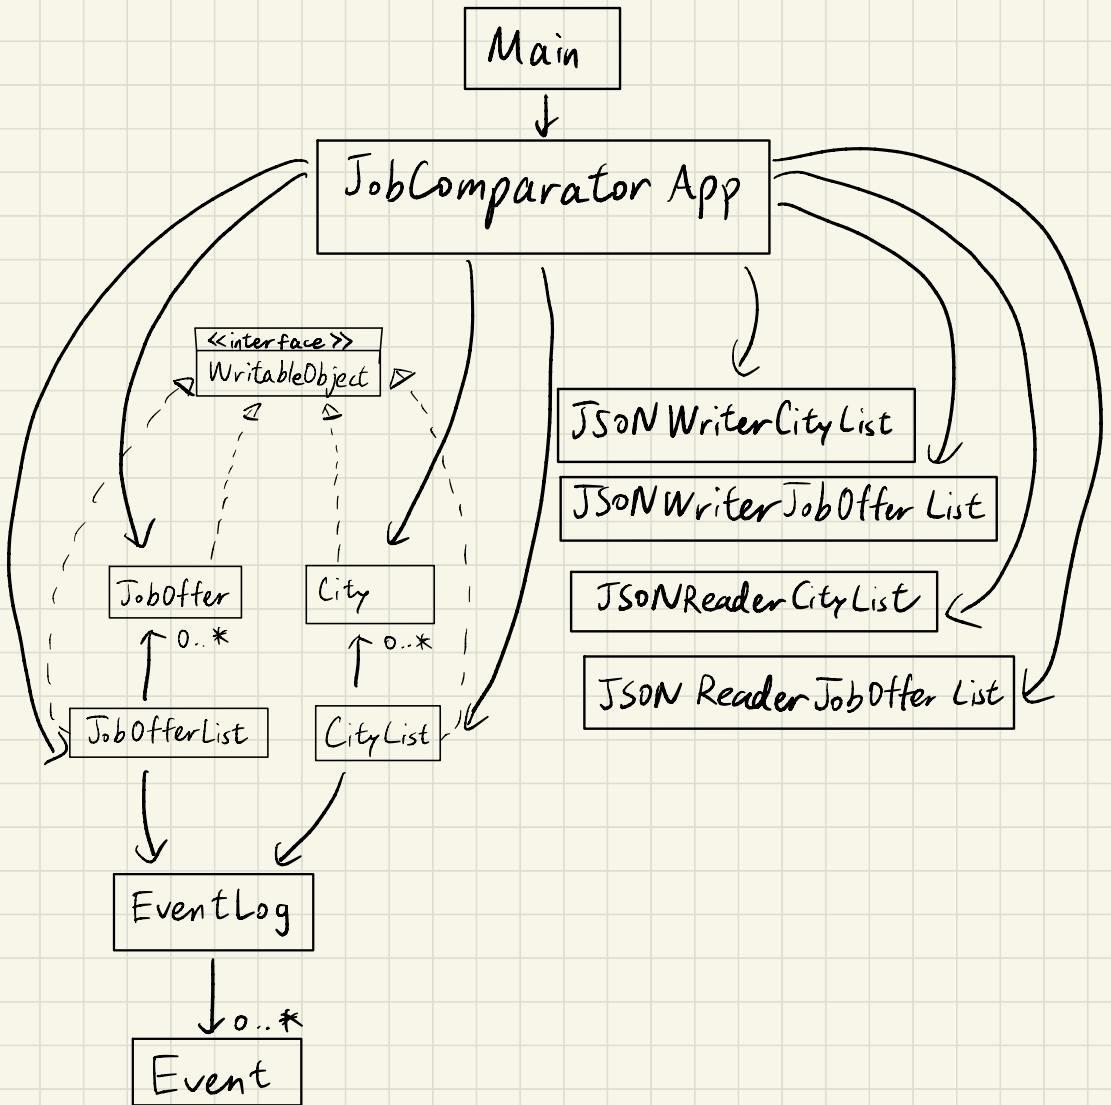 Main
JobComparator App
<<interface>>
WritableObject
JSON WriterCityList
JSON WriterJobOffer List
JobOffer
City
JSONReaderCityList
0..*
0..*
JSON ReaderJobOffer List
JobOfferList
CityList
EventLog
0..*
Event